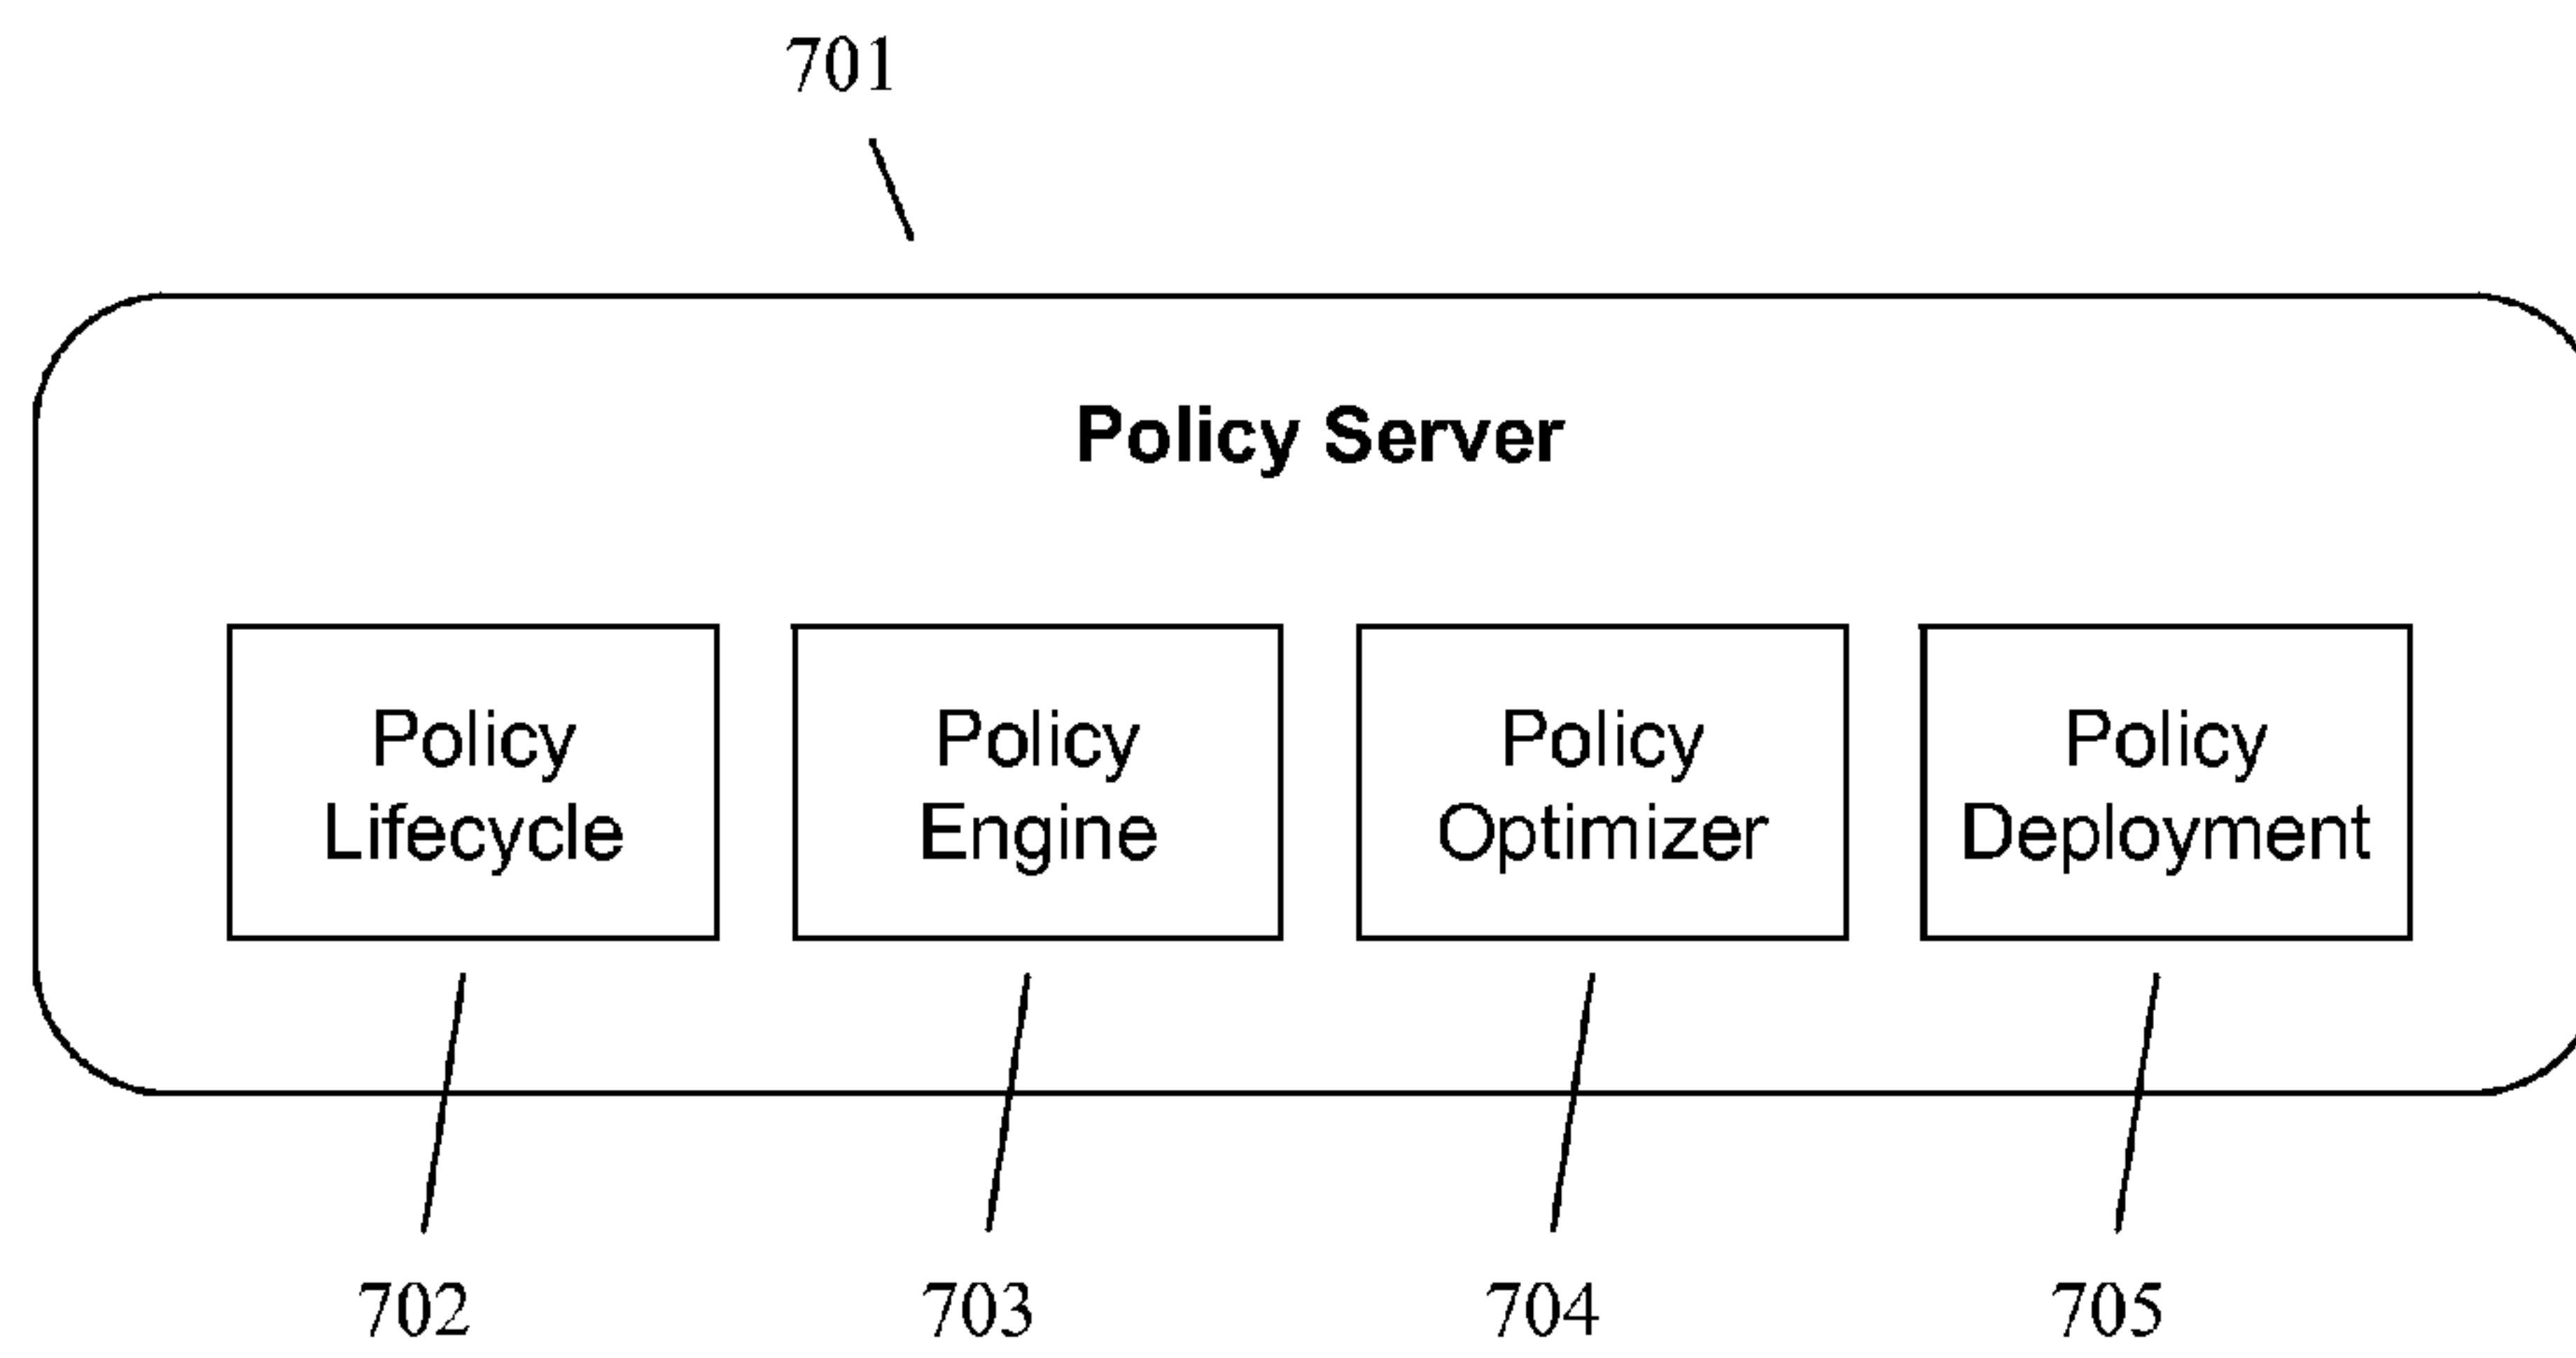 701
Policy Server
Policy
Lifecycle
Policy
Engine
Policy
Optimizer
Policy
Deployment
702
703
704
705